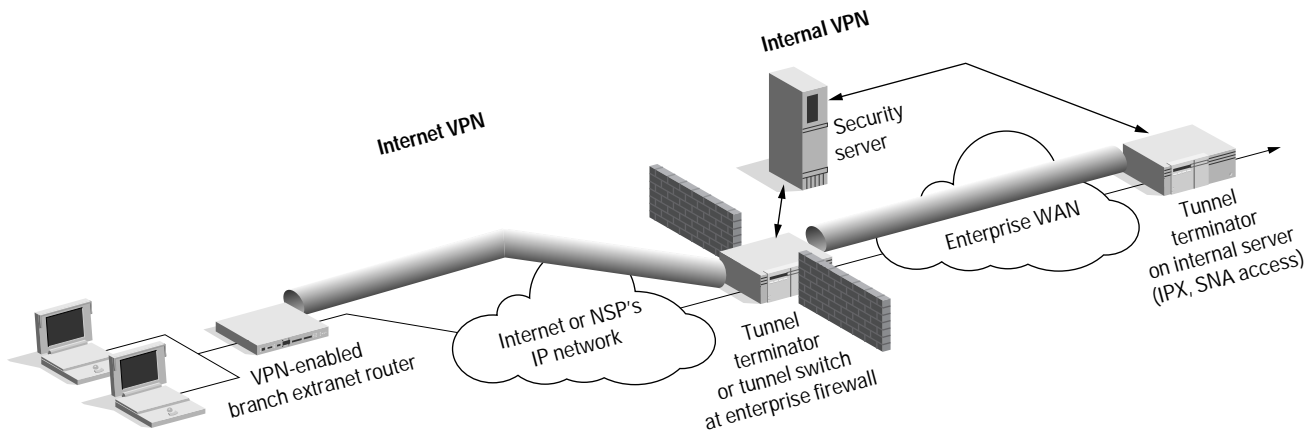 Internal VPN
Internet VPN
Security
server
Enterprise WAN
Tunnel
terminator
on internal server
(IPX, SNA access)
Internet or NSP's
IP network
VPN-enabled
branch extranet router
Tunnel
terminator
or tunnel switch
at enterprise firewall